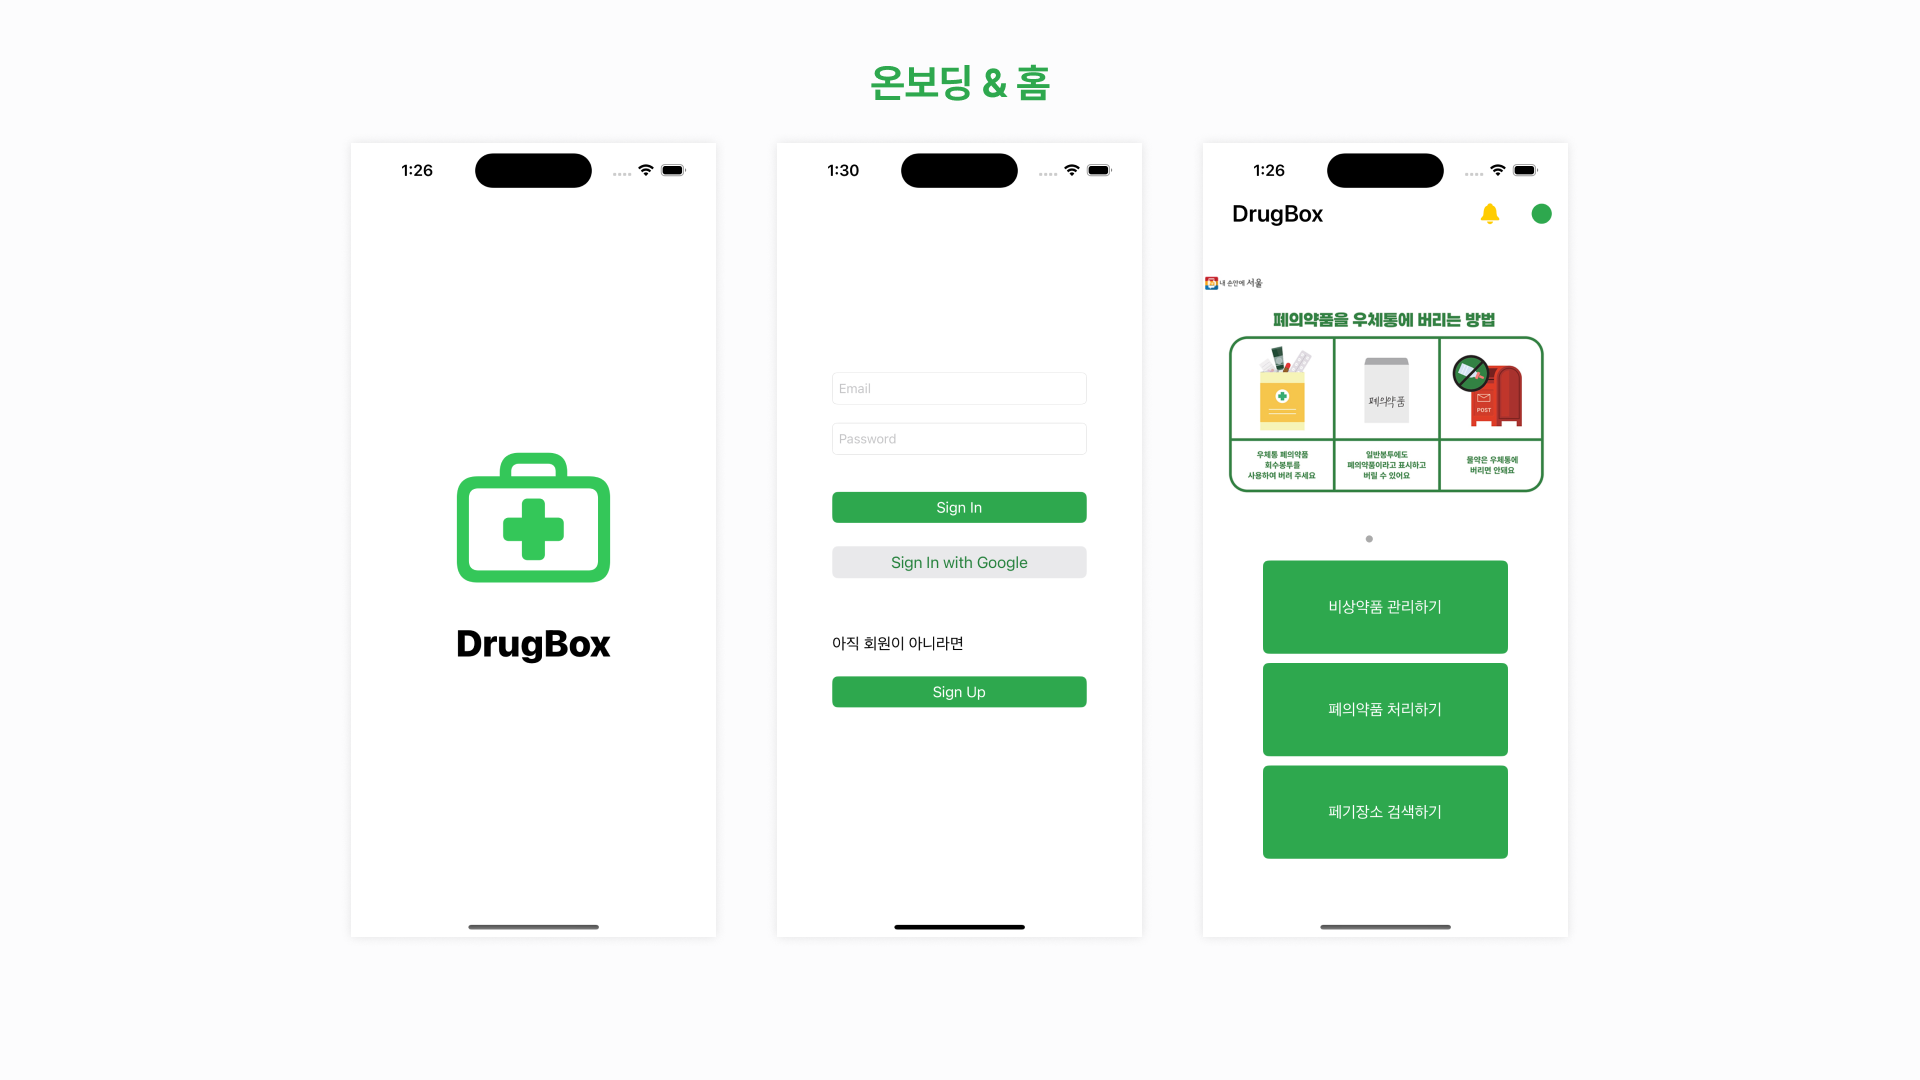 온보딩 & 홈
1:26
DrugBox
1:30
Email
Password
Sign In
Sign In with Google
아직 회원이 아니라면
Sign Up
1:26
DrugBox
내 손안에 서울
폐의약품을 우체통에 버리는 방법
폐의약품
POST
우체통 폐의약품
회수봉투를
사용하여 버려 주세요
일반봉투에도
폐의약품이라고 표시하고
버릴 수 있어요
물약은 우체통에
버리면 안돼요
비상약품 관리하기
폐의약품 처리하기
페기장소 검색하기